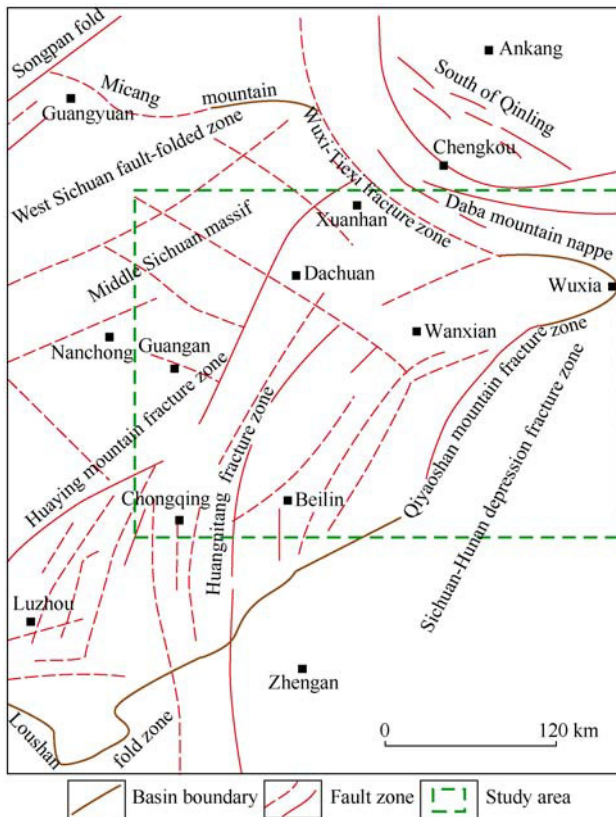 Songpan fold
Ankang
Micang
mountain
South of Qinling
Guangyuan
Chengkou
Wuxi-Tiexi fracture zone
West Sichuan fault-folded zone
Xuanhan
Daba mountain nappe
Middle Sichuan massif
Dachuan
Wuxia
Nanchong
Guangan
Wanxian
Huaying mountain fracture zone
Huangnitang fracture zone
Qiyaoshan mountain fracture zone
Sichuan-Hunan depression fracture zone
Chongqing
Beilin
Luzhou
Zhengan
Loushan
fold zone
0 120 km
Basin boundary Fault zone Study area